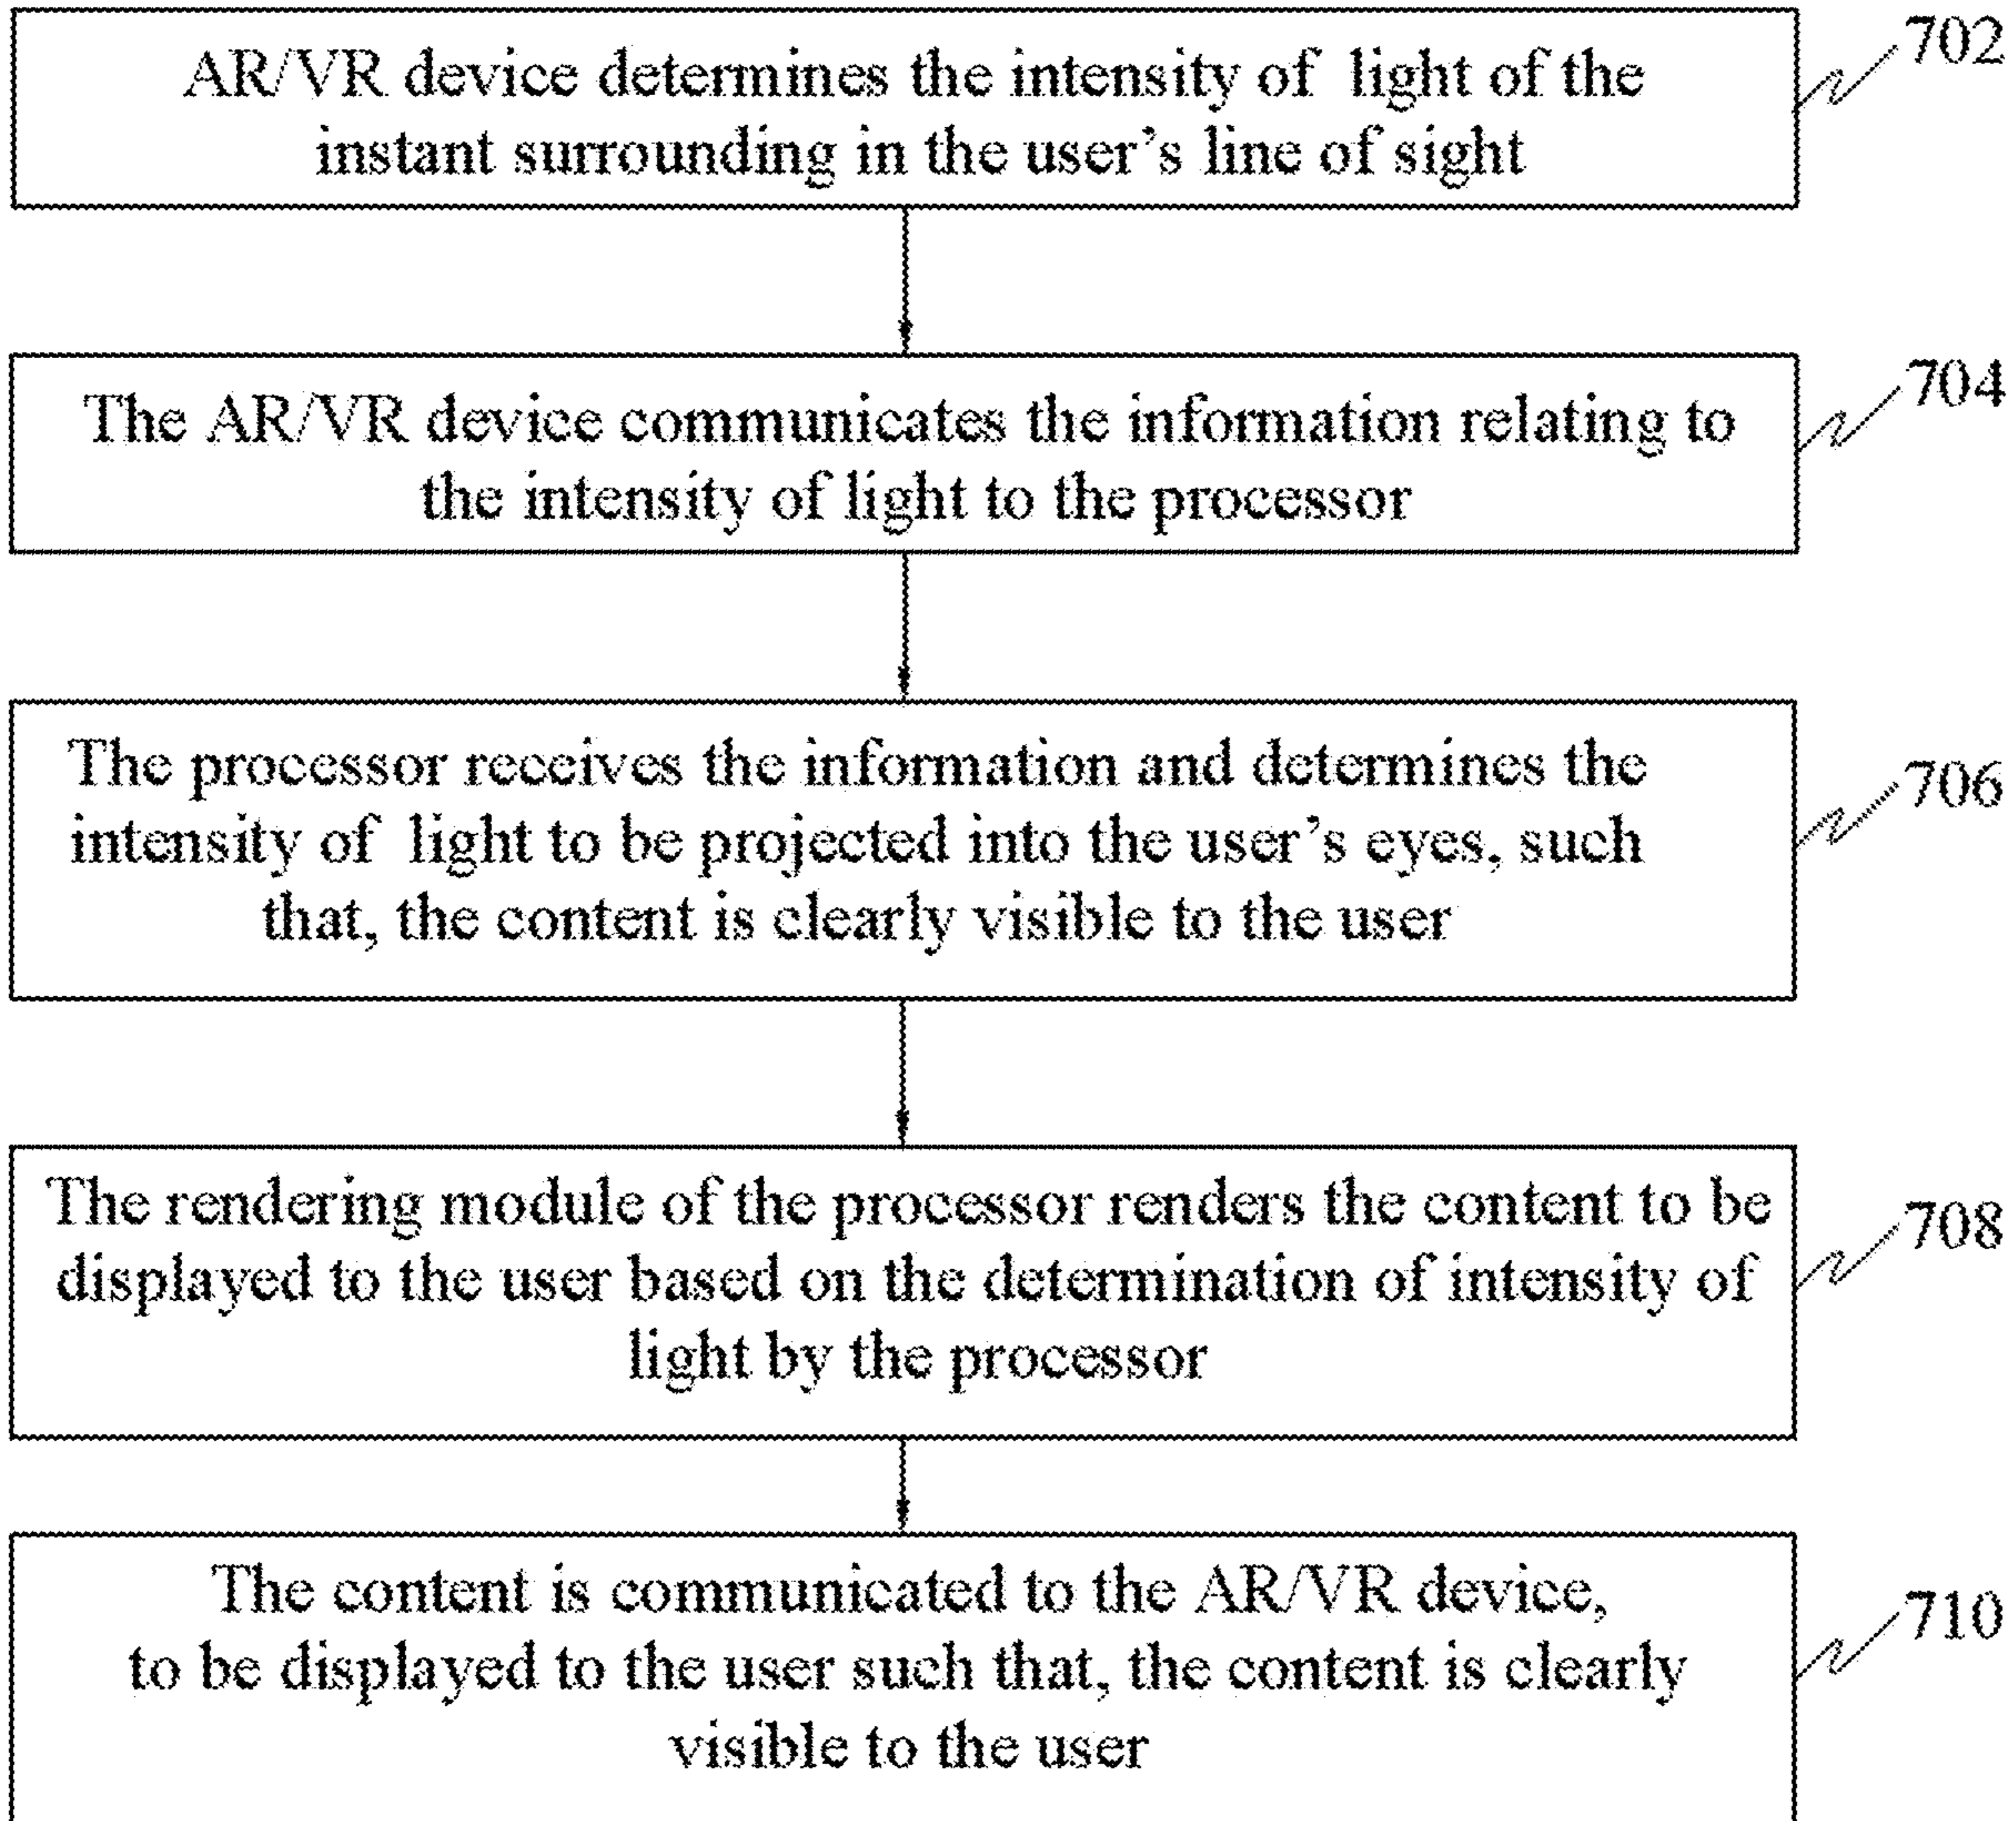 AR/VR device determines the intensity of light of the
instant surrounding in the user's line of sight
702
The AR/VR device communicates the information relating to
the intensity of light to the processor
704
The processor receives the information and determines the
intensity of light to be projected into the user's eyes, such
that, the content is clearly visible to the user
706
The rendering module of the processor renders the content to be
displayed to the user based on the determination of intensity of
light by the processor
708
The content is communicated to the AR/VR device,
to be displayed to the user such that, the content is clearly
visible to the user
710